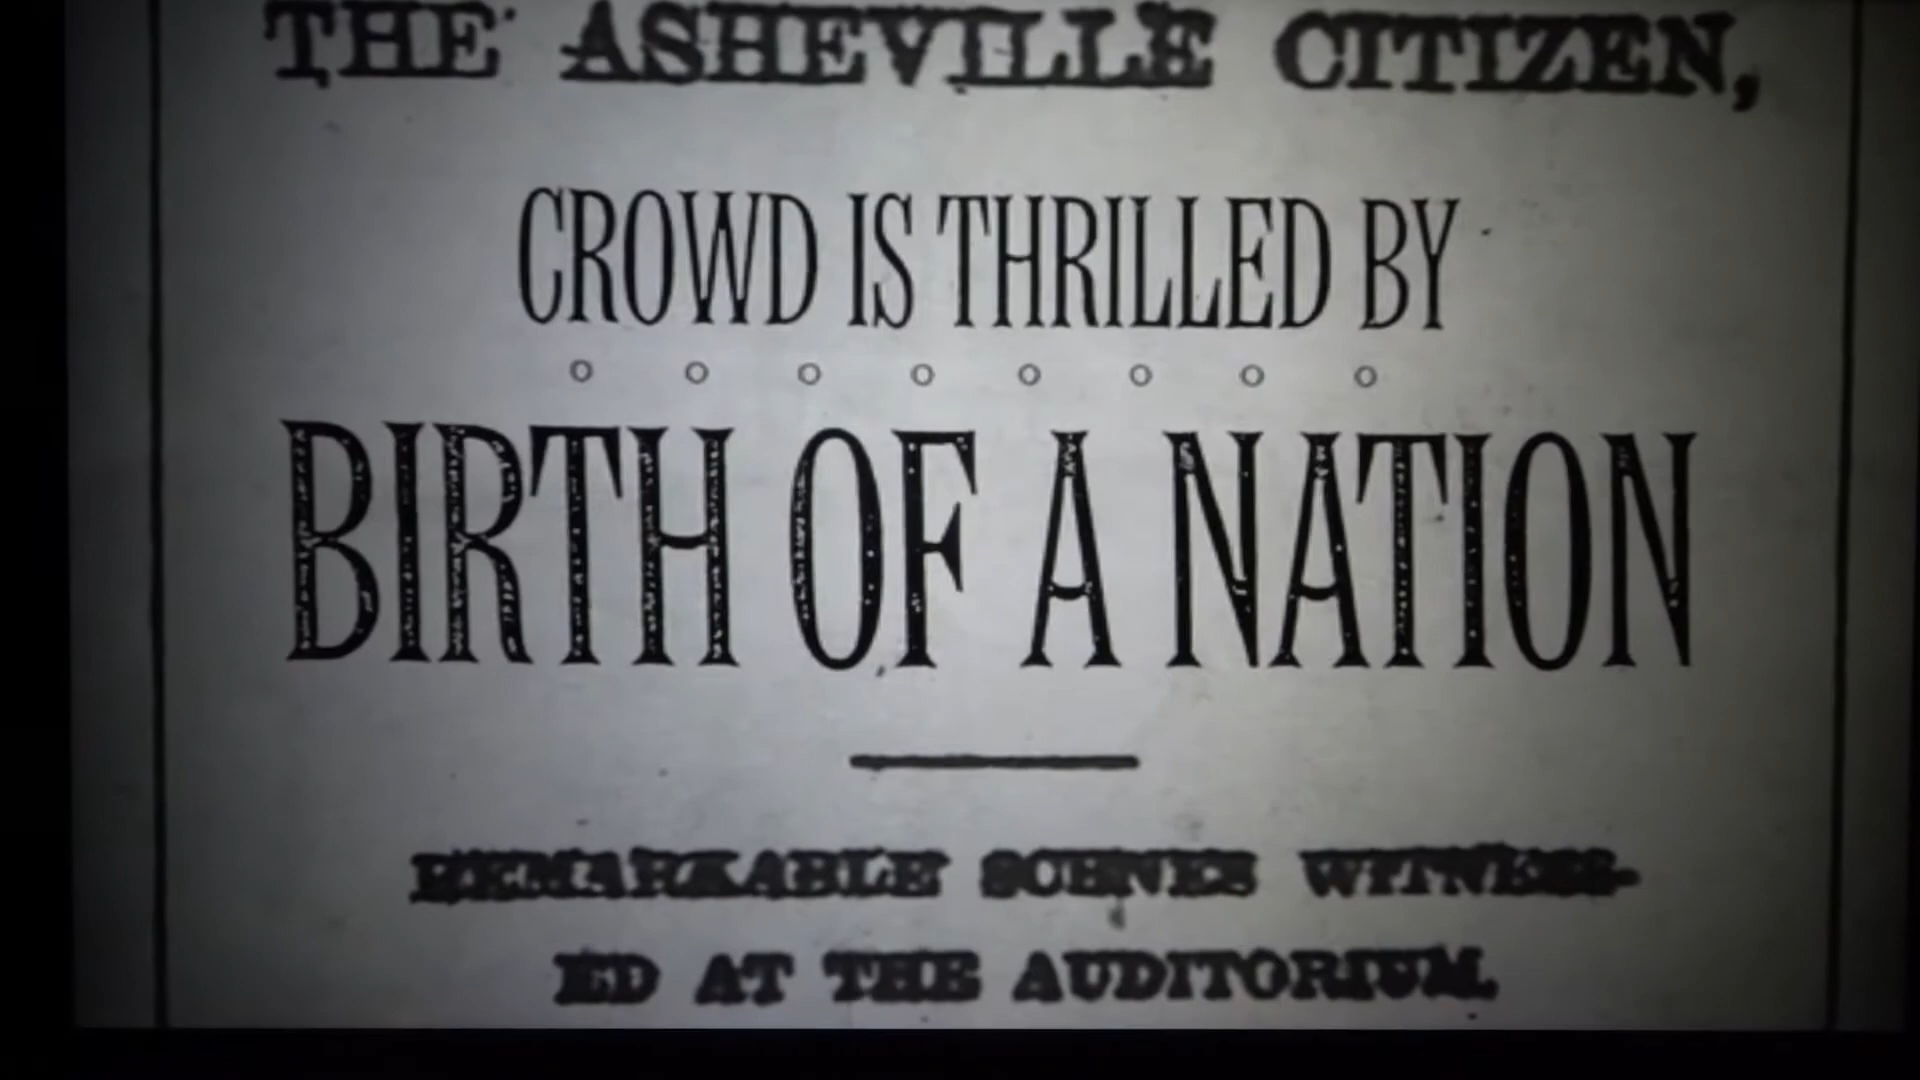 THE ASHEVILLE CITIZEN,
CROWD IS THRILLED BY
BIRTH OF A NATION
REMARKABLE SCENES WITNESS-
ED AT THE AUDITORIUM.